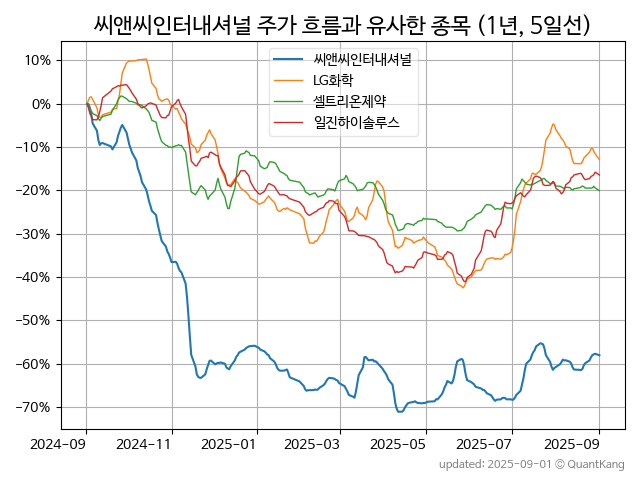 씨앤씨인터내셔널 주가 흐름과 유사한 종목 (1년, 5일선)
씨앤씨인터내셔널
LG화학
셀트리온제약
일진하이솔루스
10%
0%
−10%
−20%
−30%
−40%
−50%
−60%
−70%
2024-09 2024-11 2025-01 2025-03 2025-05 2025-07 2025-09
updated: 2025-09-01 © QuantKang